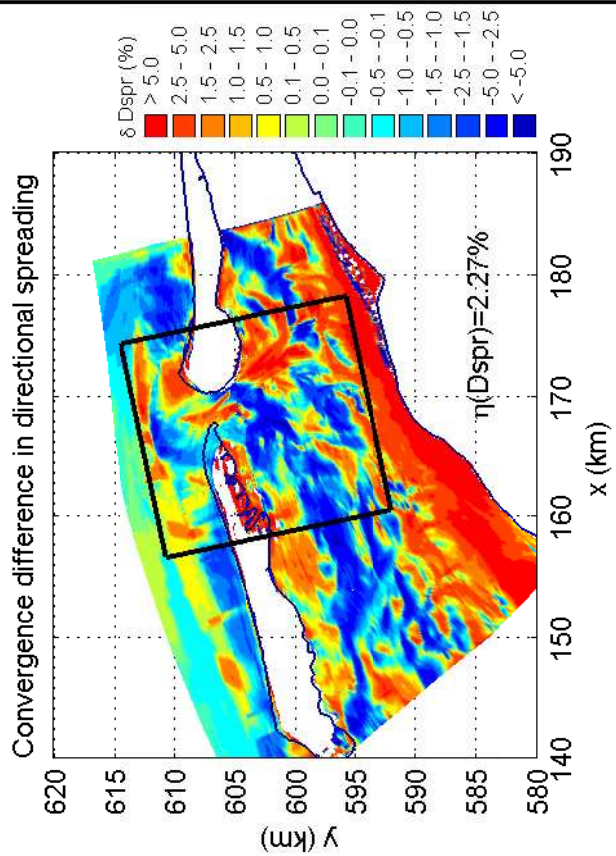 Convergence difference in directional spreading
δ Dspr (%)
> 5.0
2.5 - 5.0
1.5 - 2.5
1.0 - 1.5
0.5 - 1.0
0.1 - 0.5
0.0 - 0.1
-0.1 - 0.0
-0.5 - -0.1
-1.0 - -0.5
-1.5 - -1.0
-2.5 - -1.5
-5.0 - -2.5
< -5.0
620
615
610
605
600
595
590
585
580
y (km)
η(Dspr)=2.27%
140
150
160
170
180
190
x (km)